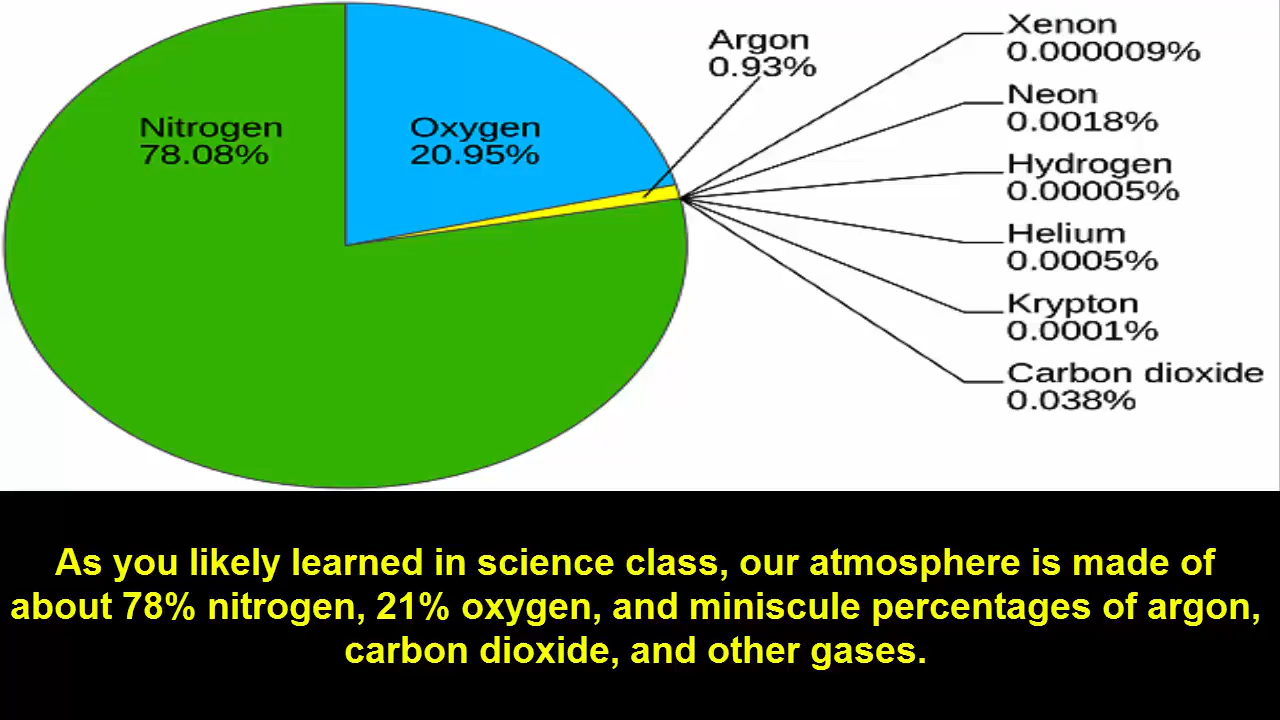 Nitrogen
78.08%
Oxygen
20.95%
Argon
0.93%
Xenon
0.000009%
Neon
0.0018%
Hydrogen
0.00005%
Helium
0.0005%
Krypton
0.0001%
Carbon dioxide
0.038%
As you likely learned in science class, our atmosphere is made of
about 78% nitrogen, 21% oxygen, and miniscule percentages of argon,
carbon dioxide, and other gases.